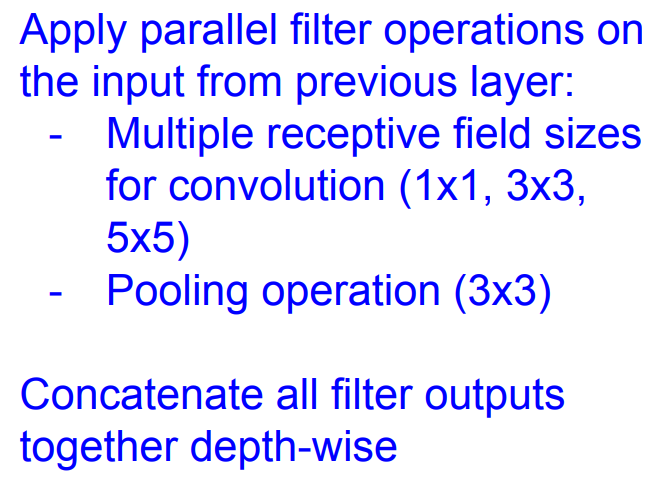 Apply parallel filter operations on
the input from previous layer:
- Multiple receptive field sizes
for convolution (1x1, 3x3,
5x5)
- Pooling operation (3x3)
Concatenate all filter outputs
together depth-wise